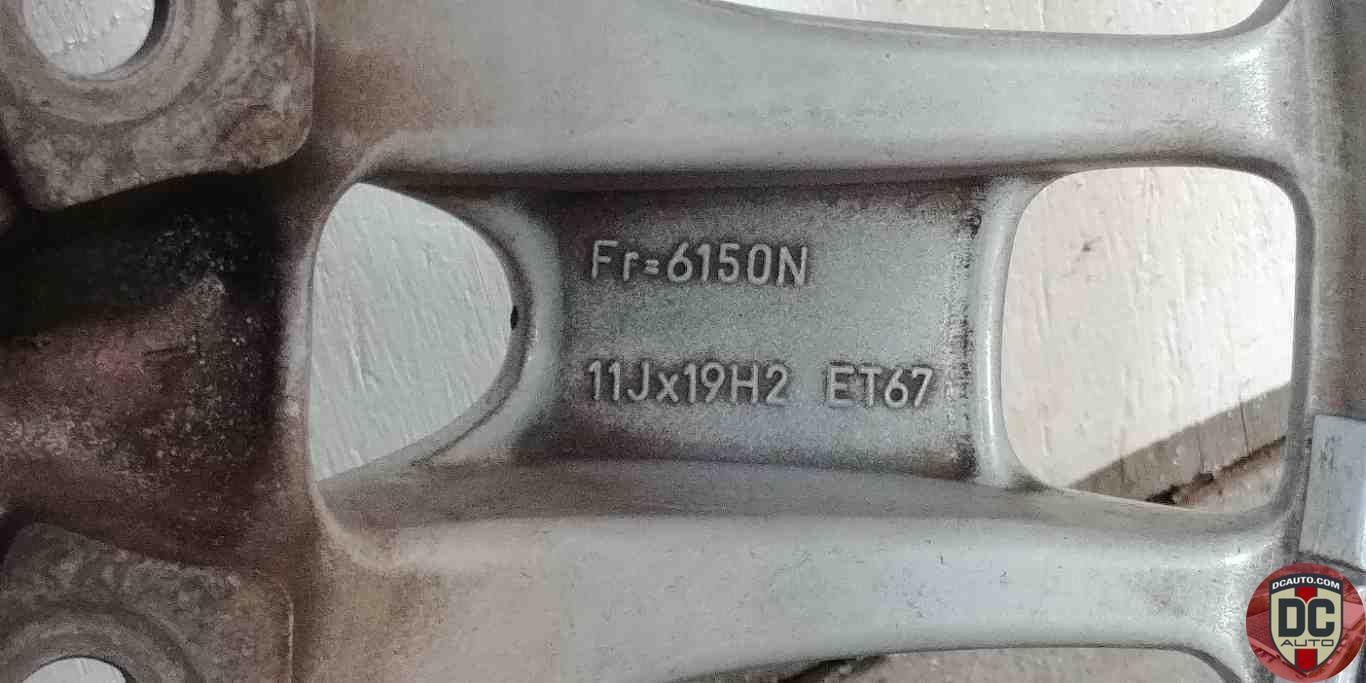 Fr=6150N
11Jx19H2 ET67
DCAUTO.COM
DC
AUTO